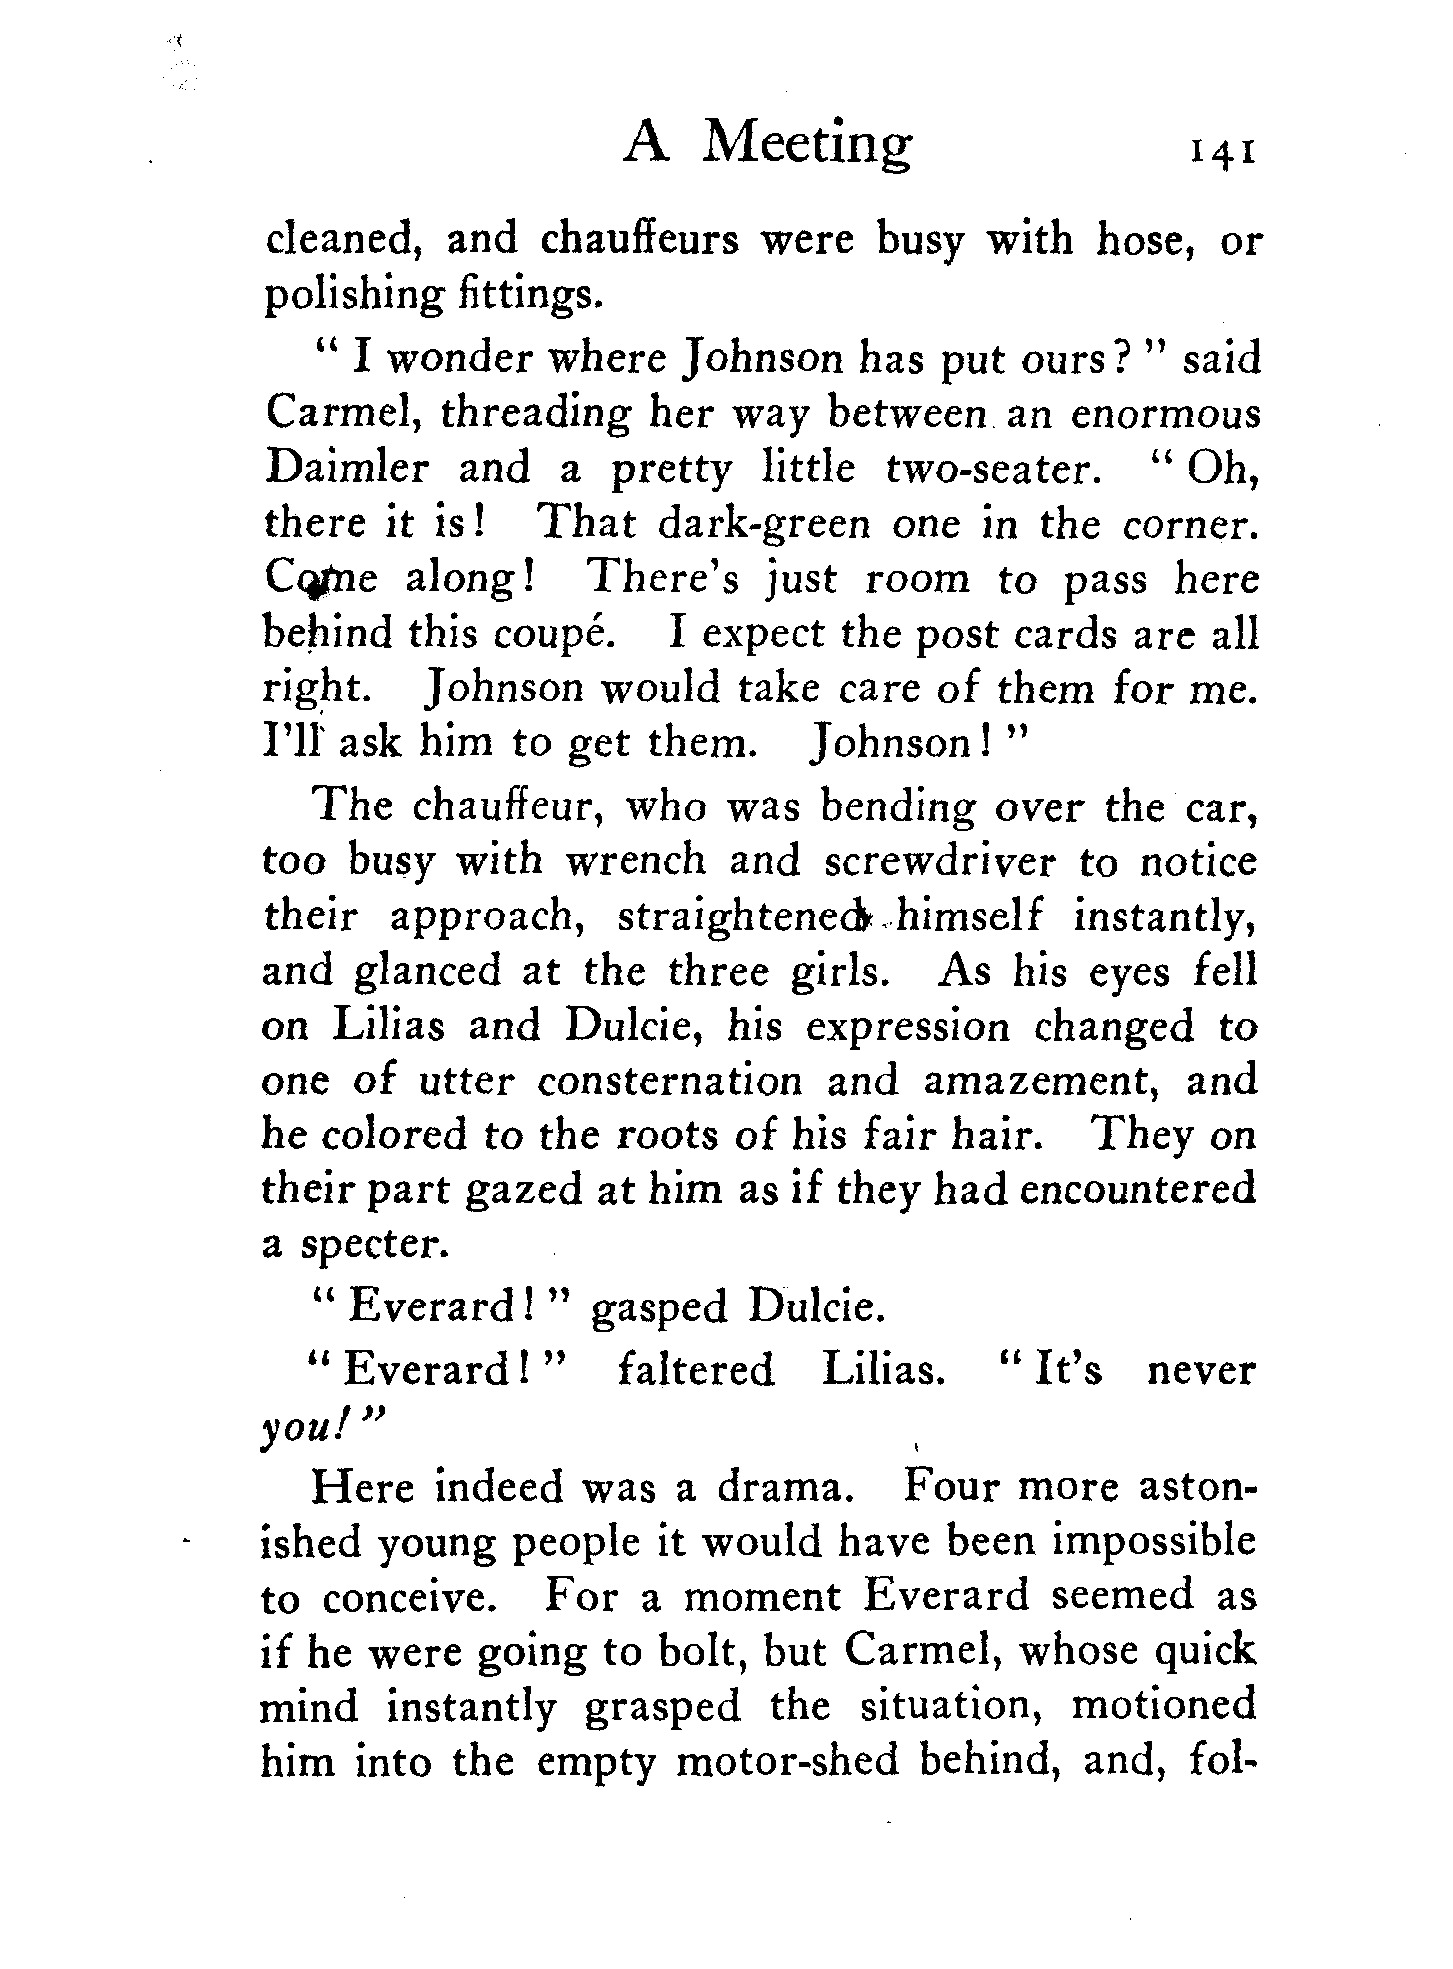 A Meeting 141
cleaned, and chauffeurs were busy with hose, or
polishing fittings.
" I wonder where Johnson has put ours? " said
Carmel, threading her way between an enormous
Daimler and a pretty little two-seater. " Oh,
there it is! That dark-green one in the corner.
Come along! There's just room to pass here
behind this coupé. I expect the post cards are all
right. Johnson would take care of them for me.
I'll ask him to get them. Johnson! "
The chauffeur, who was bending over the car,
too busy with wrench and screwdriver to notice
their approach, straightened himself instantly,
and glanced at the three girls. As his eyes fell
on Lilias and Dulcie, his expression changed to
one of utter consternation and amazement, and
he colored to the roots of his fair hair. They on
their part gazed at him as if they had encountered
a specter.
" Everard! " gasped Dulcie.
" Everard! " faltered Lilias. " It's never
you! "
Here indeed was a drama. Four more aston-
ished young people it would have been impossible
to conceive. For a moment Everard seemed as
if he were going to bolt, but Carmel, whose quick
mind instantly grasped the situation, motioned
him into the empty motor-shed behind, and, fol-